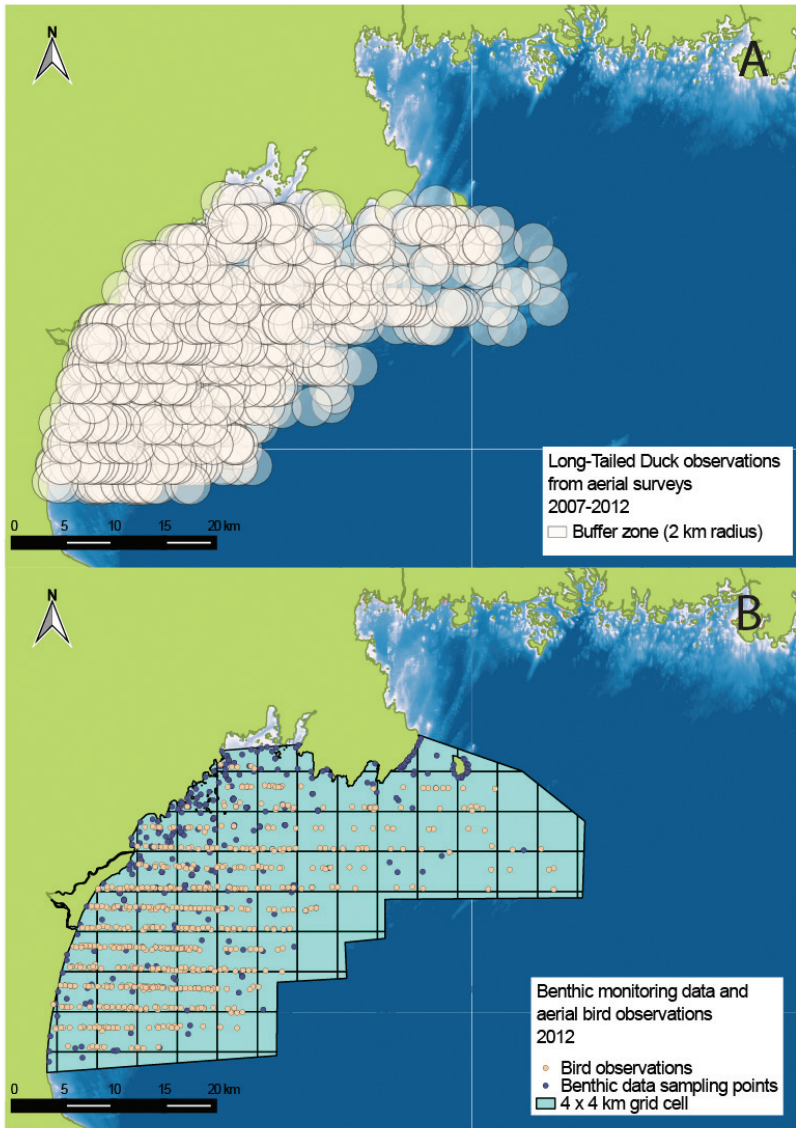 N
A
Long-Tailed Duck observations
from aerial surveys
2007-2012
Buffer zone (2 km radius)
0 5 10 15 20 km
N
B
Benthic monitoring data and
aerial bird observations
2012
Bird observations
Benthic data sampling points
4 x 4 km grid cell
0 5 10 15 20 km